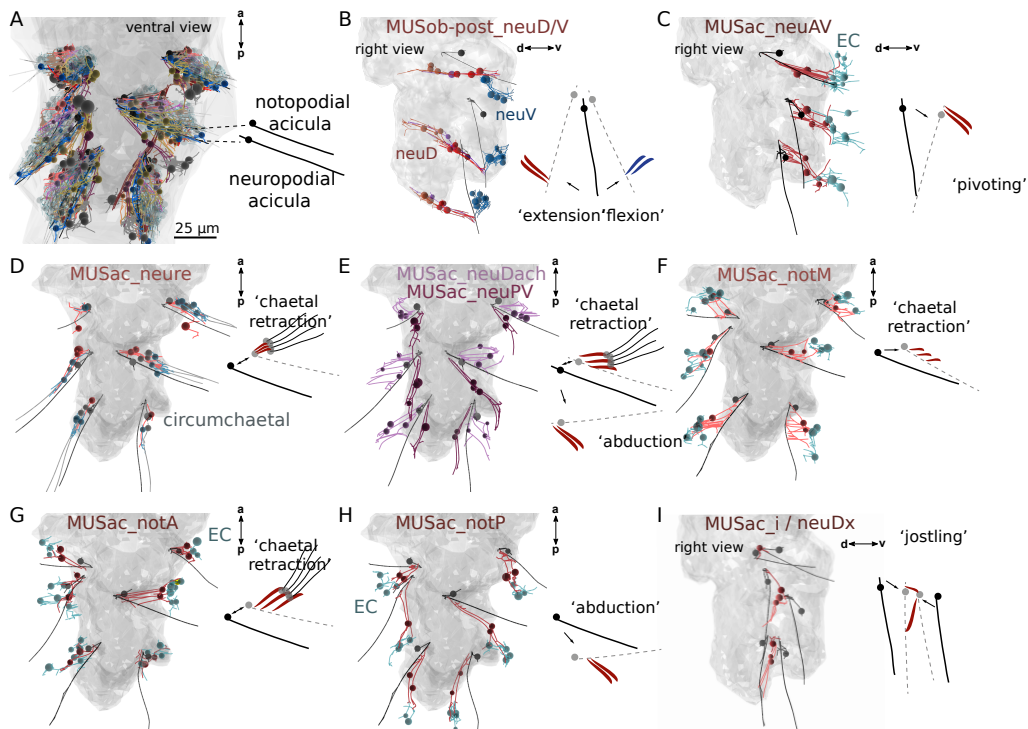 A
ventral view
a
p
notopodial
acicula
neuropodial
acicula
25 µm
B
MUSob-post_neuD/V
right view
d
v
neuV
neuD
‘extension’
‘flexion’
C
MUSac_neuAV
right view
EC
d
v
‘pivoting’
D
MUSac_neure
a
p
‘chaetal
retraction’
circumchaetal
E
MUSac_neuDach
MUSac_neuPV
a
p
‘chaetal
retraction’
‘abduction’
F
MUSac_notM
a
p
‘chaetal
retraction’
G
MUSac_notA
EC
a
p
‘chaetal
retraction’
H
MUSac_notP
EC
a
p
‘abduction’
I
MUSac_i / neuDx
right view
d
v
‘jostling’